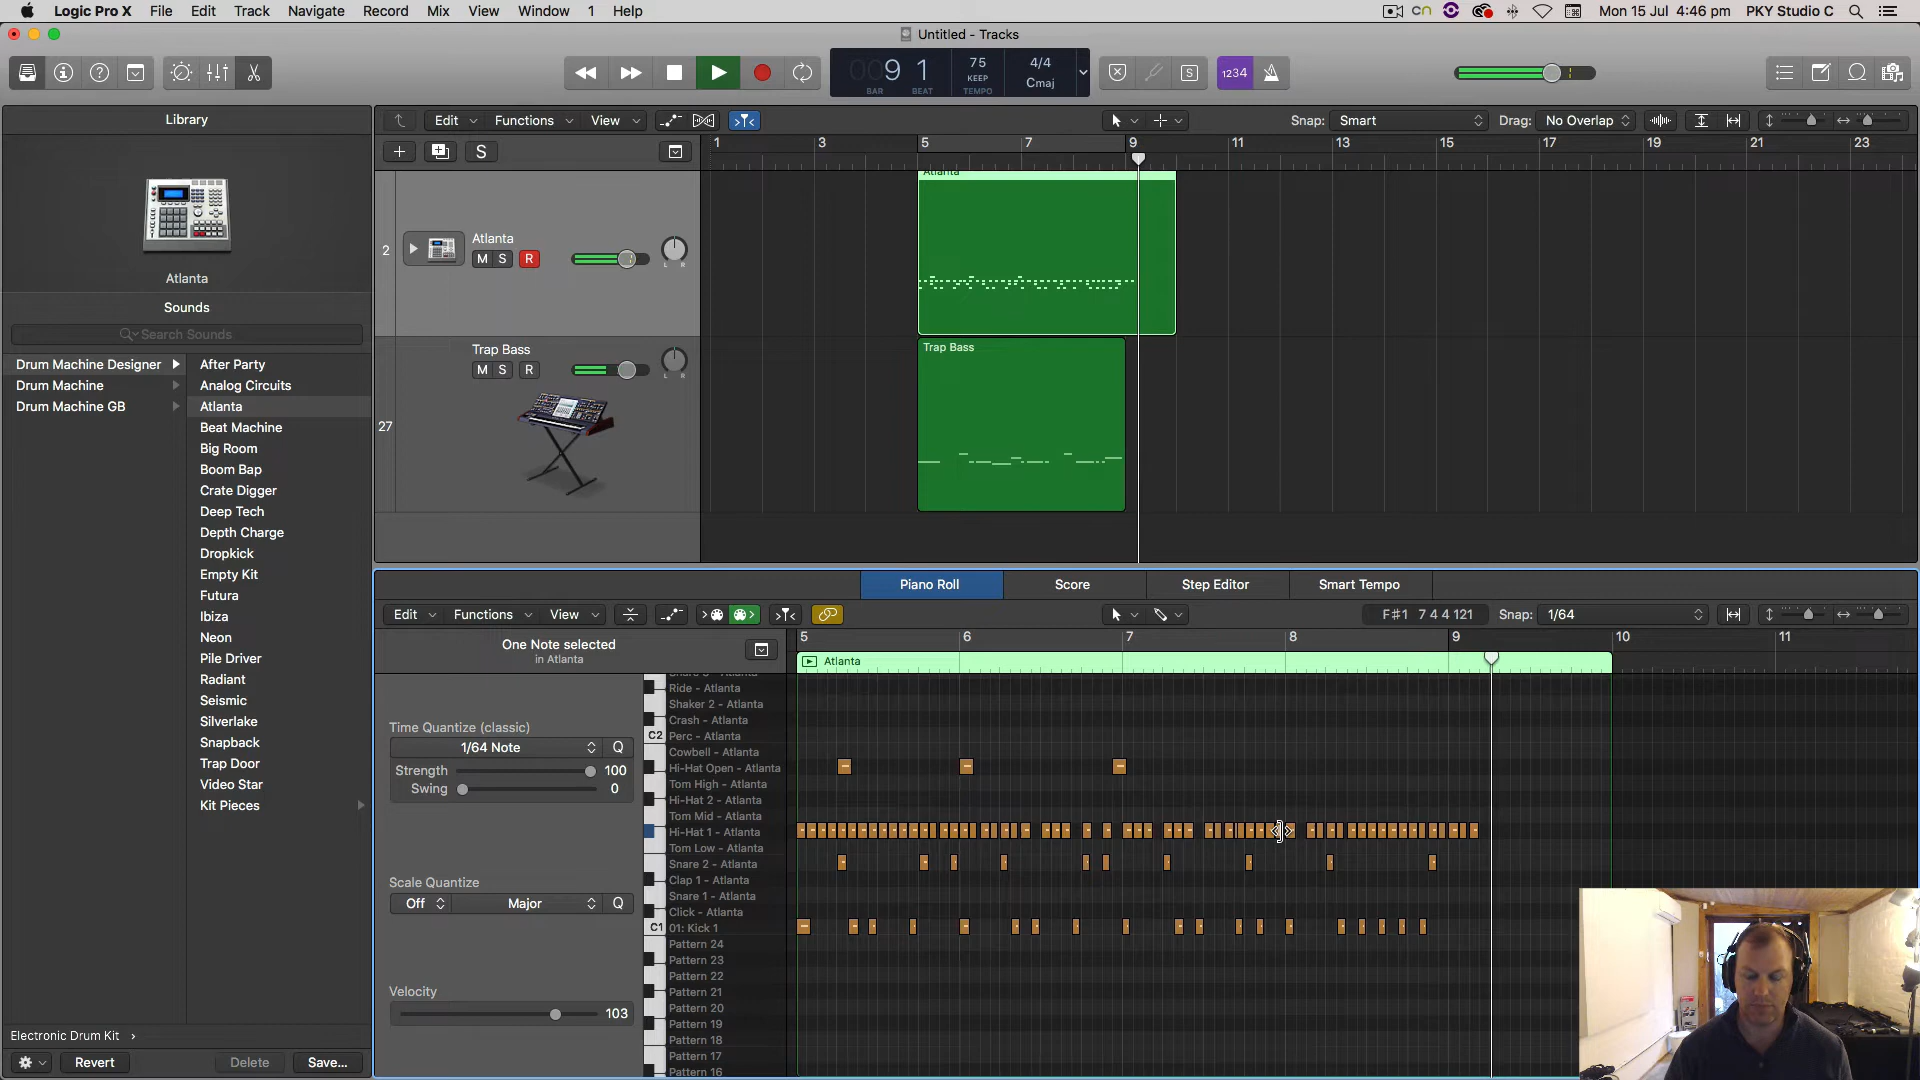 Logic Pro X File Edit Track Navigate Record Mix View Window 1 Help
Mon 15 Jul 4:46 pm PKY Studio C
Untitled - Tracks
009 1
BAR BEAT
75
KEEP
TEMPO
4/4
Cmaj
S
1234
Library
Edit Functions View
Snap: Smart
Drag: No Overlap
S
1 3 5 7 9 11 13 15 17 19 21 23
Atlanta
2
Atlanta
M S R
L R
Atlanta
Sounds
Search Sounds
27
Trap Bass
M S R
L R
Trap Bass
Drum Machine Designer
Drum Machine
Drum Machine GB
After Party
Analog Circuits
Atlanta
Beat Machine
Big Room
Boom Bap
Crate Digger
Deep Tech
Depth Charge
Dropkick
Empty Kit
Futura
Ibiza
Neon
Pile Driver
Radiant
Seismic
Silverlake
Snapback
Trap Door
Video Star
Kit Pieces
Electronic Drum Kit
Revert
Delete
Save...
Piano Roll Score Step Editor Smart Tempo
Edit Functions View
F#1 7 4 4 121
Snap: 1/64
One Note selected
in Atlanta
5 6 7 8 9 10 11
Atlanta
Time Quantize (classic)
1/64 Note Q
Strength 100
Swing 0
Scale Quantize
Off Major Q
Velocity
103
C2
C1
Ride - Atlanta
Shaker 2 - Atlanta
Crash - Atlanta
Perc - Atlanta
Cowbell - Atlanta
Hi-Hat Open - Atlanta
Tom High - Atlanta
Hi-Hat 2 - Atlanta
Tom Mid - Atlanta
Hi-Hat 1 - Atlanta
Tom Low - Atlanta
Snare 2 - Atlanta
Clap 1 - Atlanta
Snare 1 - Atlanta
Click - Atlanta
01: Kick 1
Pattern 24
Pattern 23
Pattern 22
Pattern 21
Pattern 20
Pattern 19
Pattern 18
Pattern 17
Pattern 16